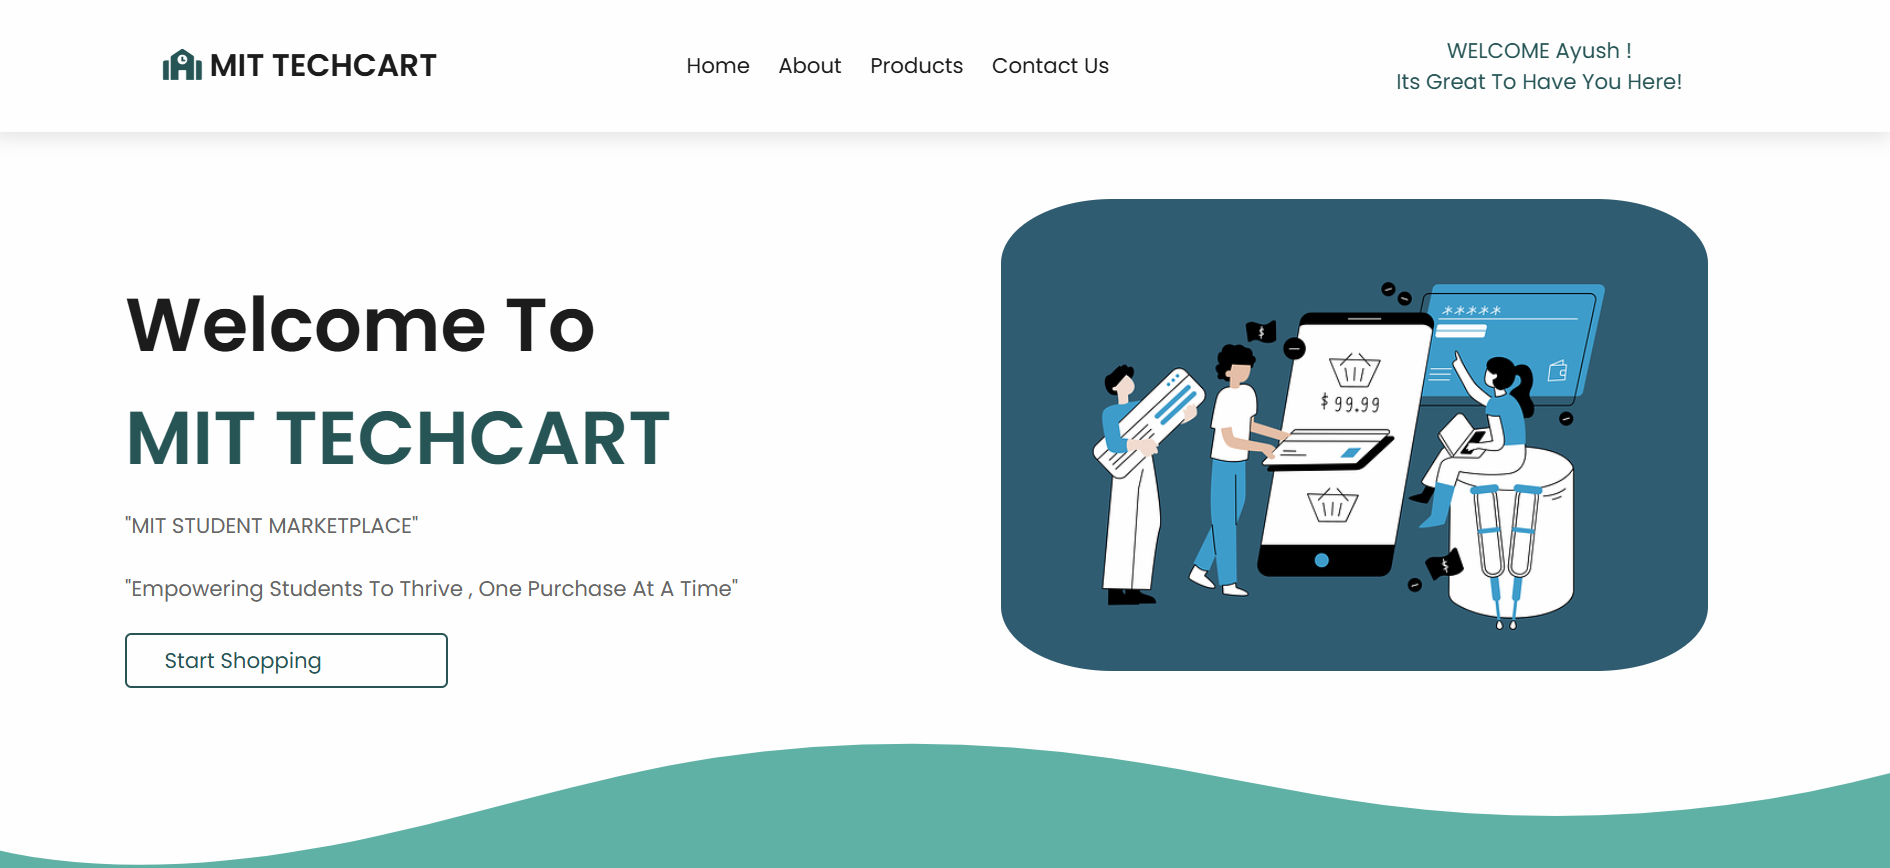 MIT TECHCART
Home About Products Contact Us
WELCOME Ayush !
Its Great To Have You Here!
Welcome To
MIT TECHCART
"MIT STUDENT MARKETPLACE"
"Empowering Students To Thrive , One Purchase At A Time"
Start Shopping
*****
$
$ 99.99
$